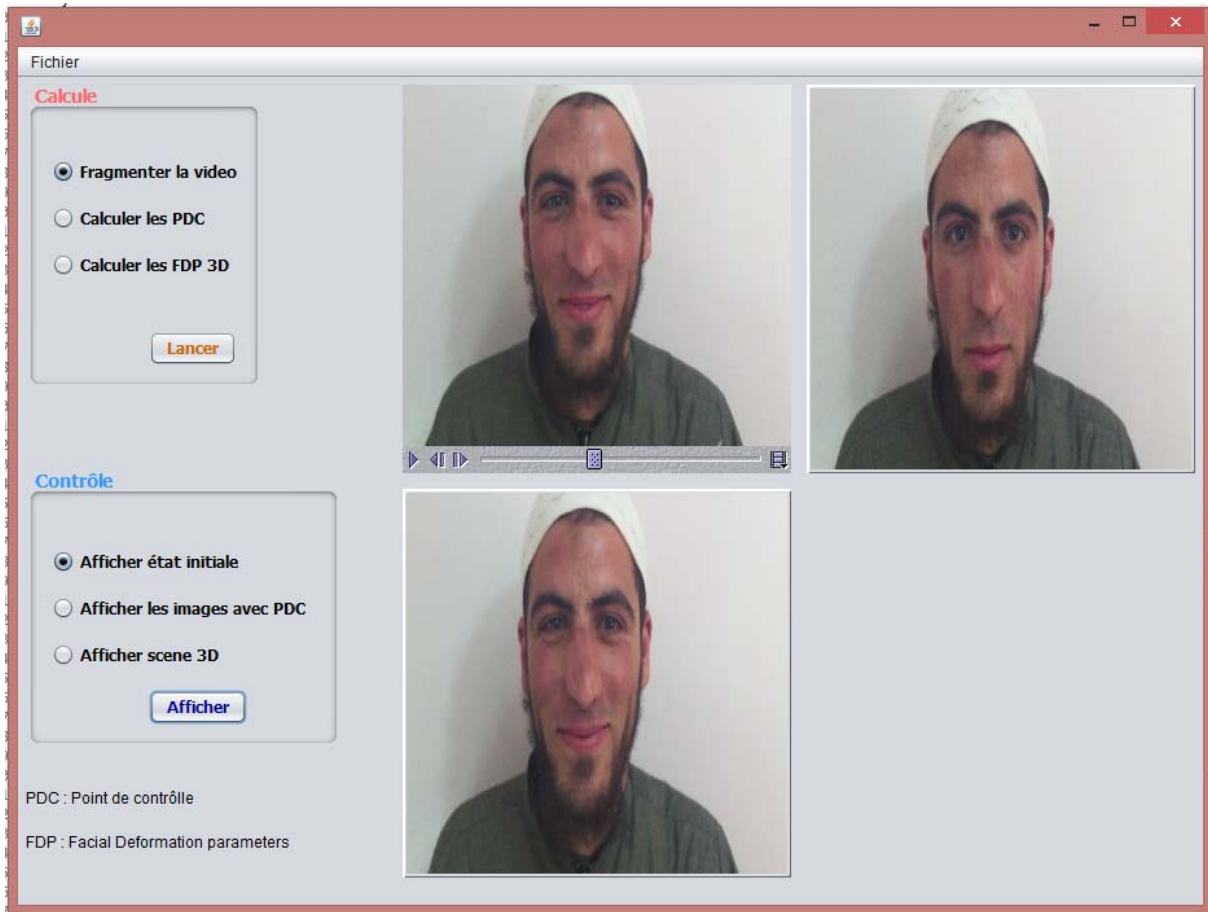 Fichier
Calcule
Fragmenter la video
Calculer les PDC
Calculer les FDP 3D
Lancer
Contrôle
Afficher état initiale
Afficher les images avec PDC
Afficher scene 3D
Afficher
PDC : Point de contrôlle
FDP : Facial Deformation parameters